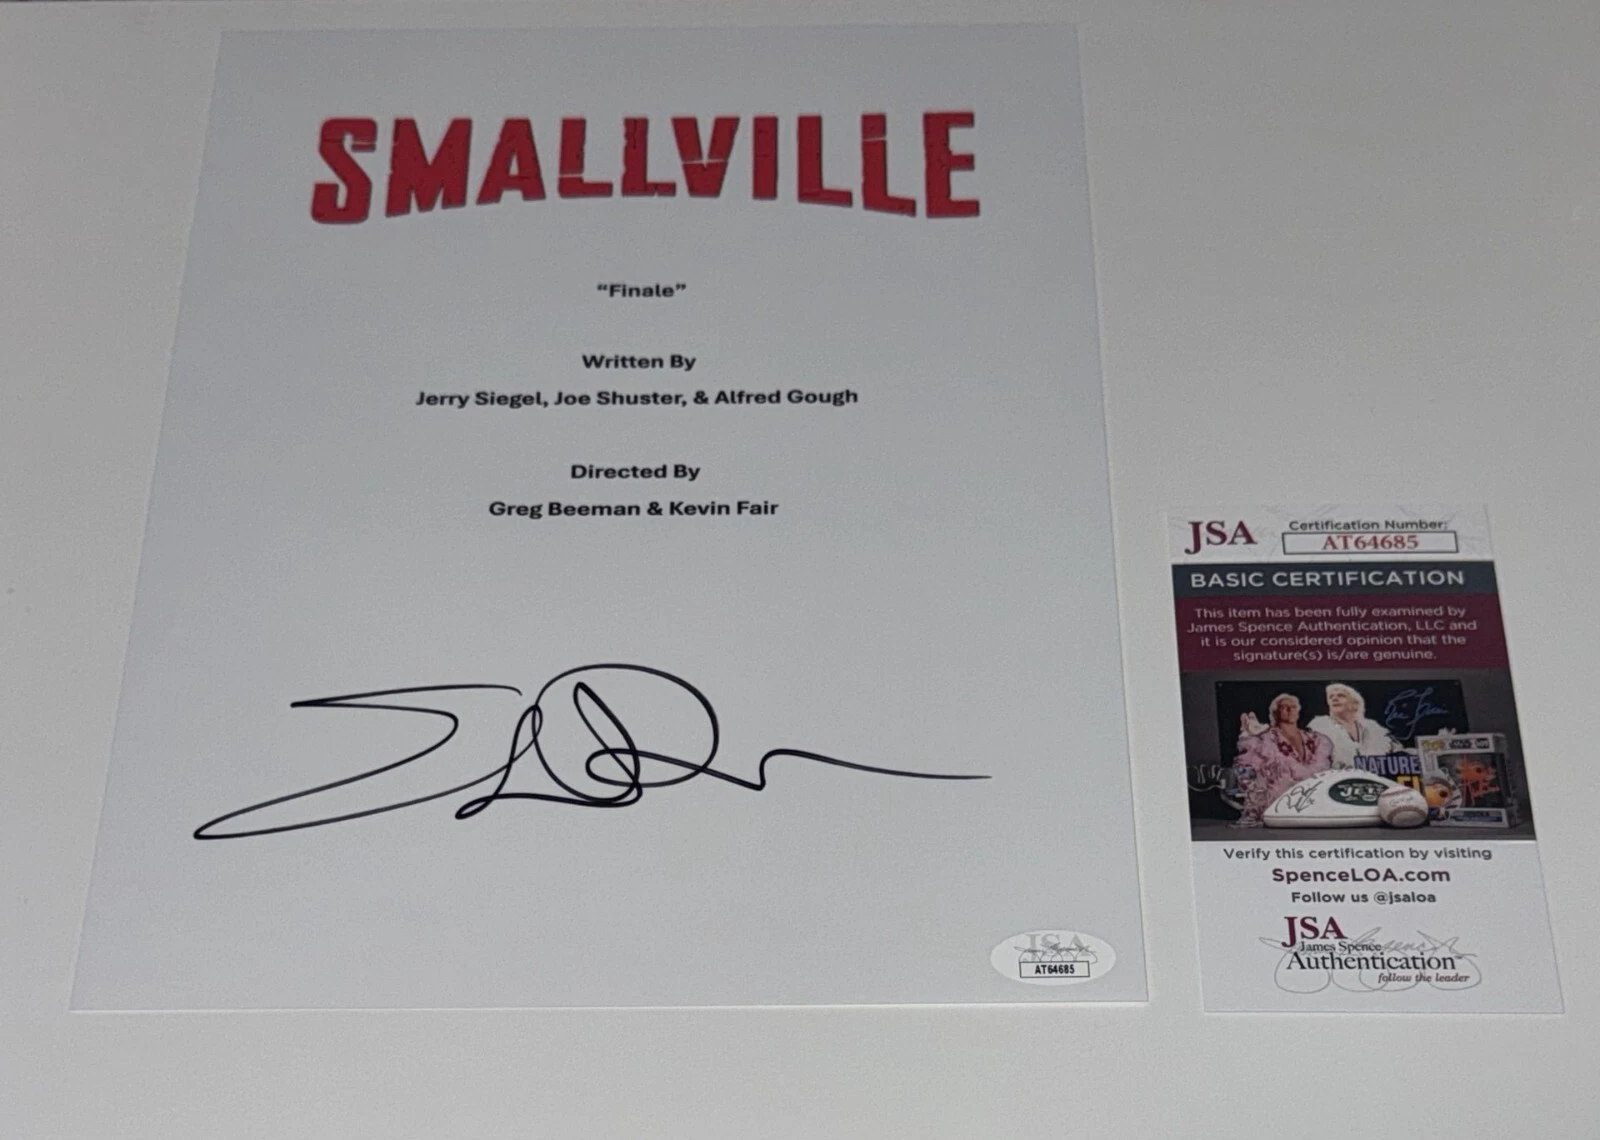 SMALLVILLE
“Finale”
Written By
Jerry Siegel, Joe Shuster, & Alfred Gough
Directed By
Greg Beeman & Kevin Fair
JSA
AT64685
JSA
Certification Number:
AT64685
BASIC CERTIFICATION
This item has been fully examined by
James Spence Authentication, LLC and
it is our considered opinion that the
signature(s) is/are genuine.
NATURE
JETS
Verify this certification by visiting
SpenceLOA.com
Follow us @jsaloa
JSA
James Spence
Authentication
follow the leader